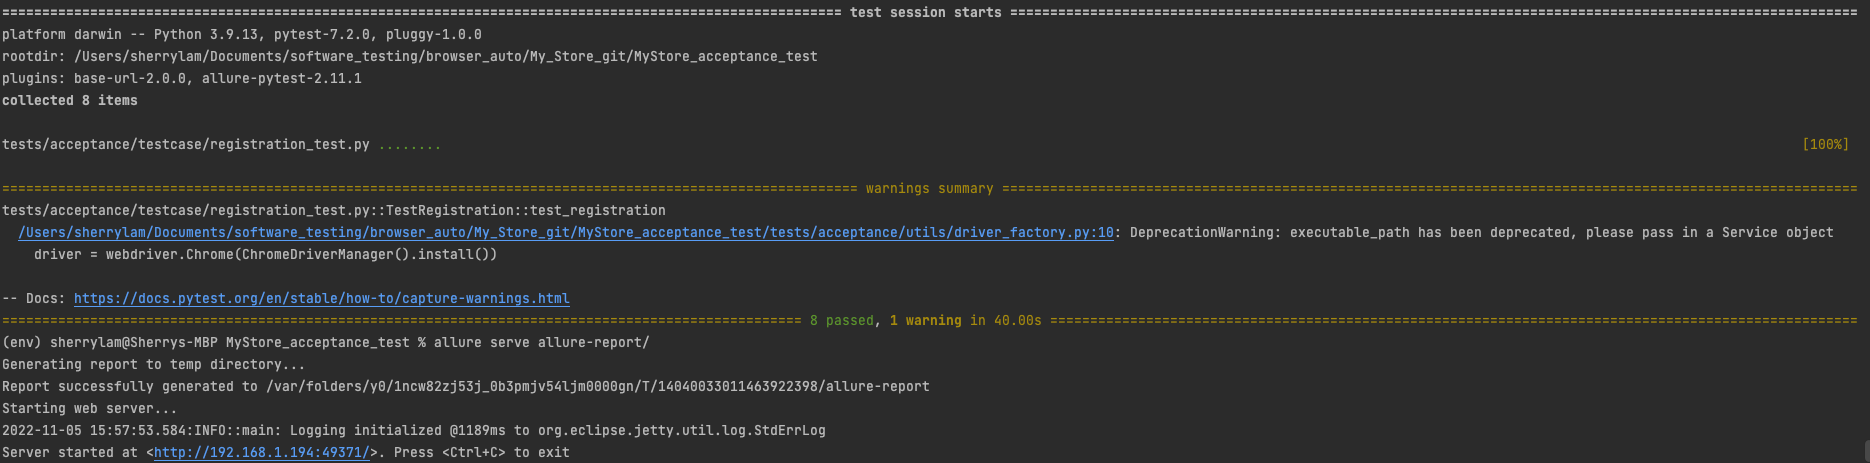 ============================= test session starts =============================
platform darwin -- Python 3.9.13, pytest-7.2.0, pluggy-1.0.0
rootdir: /Users/sherrylam/Documents/software_testing/browser_auto/My_Store_git/MyStore_acceptance_test
plugins: base-url-2.0.0, allure-pytest-2.11.1
collected 8 items
tests/acceptance/testcase/registration_test.py ........ [100%]
============================= warnings summary =============================
tests/acceptance/testcase/registration_test.py::TestRegistration::test_registration
/Users/sherrylam/Documents/software_testing/browser_auto/My_Store_git/MyStore_acceptance_test/tests/acceptance/utils/driver_factory.py:10: DeprecationWarning: executable_path has been deprecated, please pass in a Service object
driver = webdriver.Chrome(ChromeDriverManager().install())
-- Docs: https://docs.pytest.org/en/stable/how-to/capture-warnings.html
============================= 8 passed, 1 warning in 40.00s =============================
(env) sherrylam@Sherrys-MBP MyStore_acceptance_test % allure serve allure-report/
Generating report to temp directory...
Report successfully generated to /var/folders/y0/1ncw82zj53j_0b3pmjv54ljm0000gn/T/14040033011463922398/allure-report
Starting web server...
2022-11-05 15:57:53.584:INFO::main: Logging initialized @1189ms to org.eclipse.jetty.util.log.StdErrLog
Server started at <http://192.168.1.194:49371/>. Press <Ctrl+C> to exit